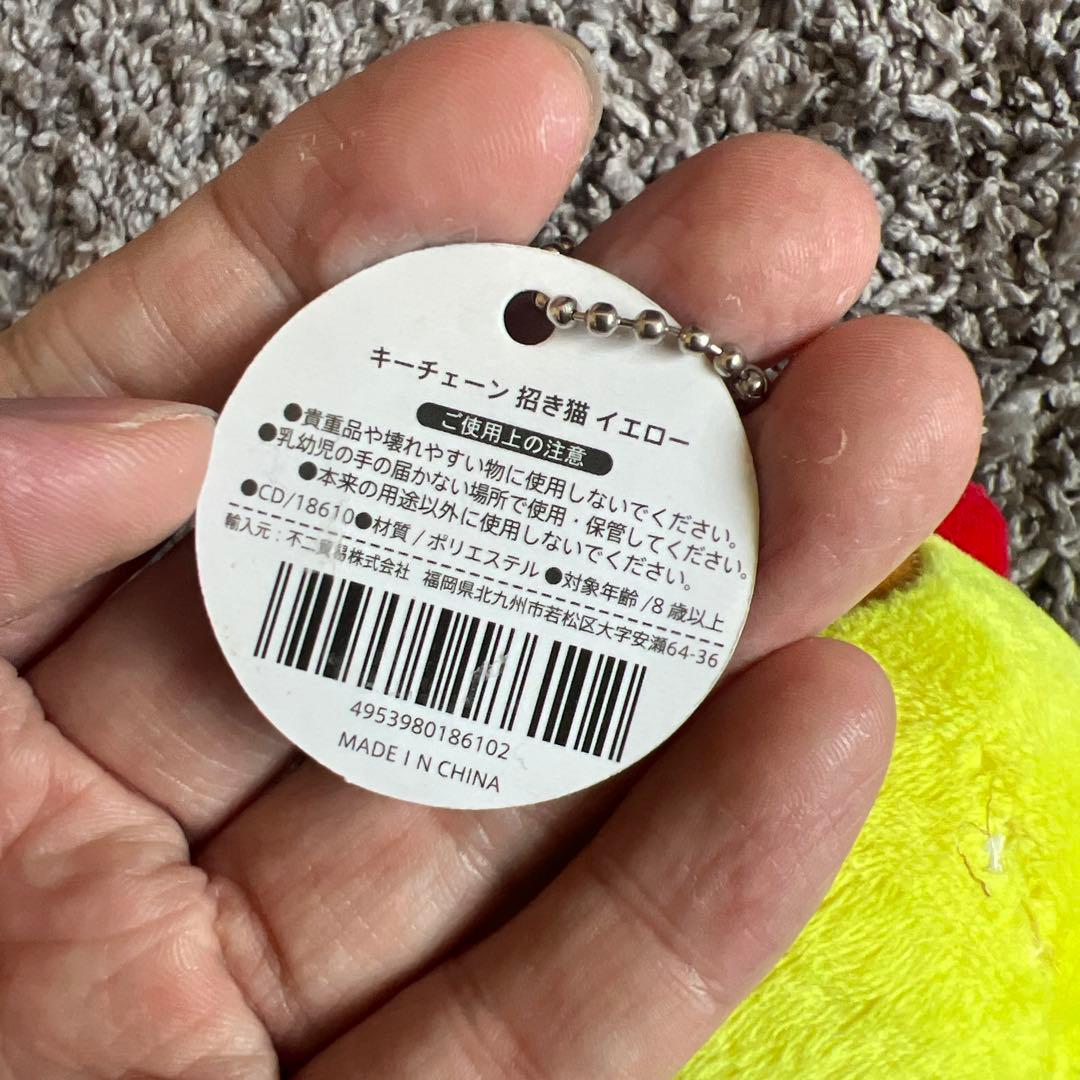 キーチェーン 招き猫 イエロー
ご使用上の注意
●貴重品や壊れやすい物に使用しないでください。
●乳幼児の手の届かない場所で使用・保管してください。
●本来の用途以外に使用しないでください。
●CD/18610●材質/ポリエステル ●対象年齢/8歳以上
輸入元:不二貿易株式会社 福岡県北九州市若松区大字安瀬64-36
4953980186102
MADE IN CHINA